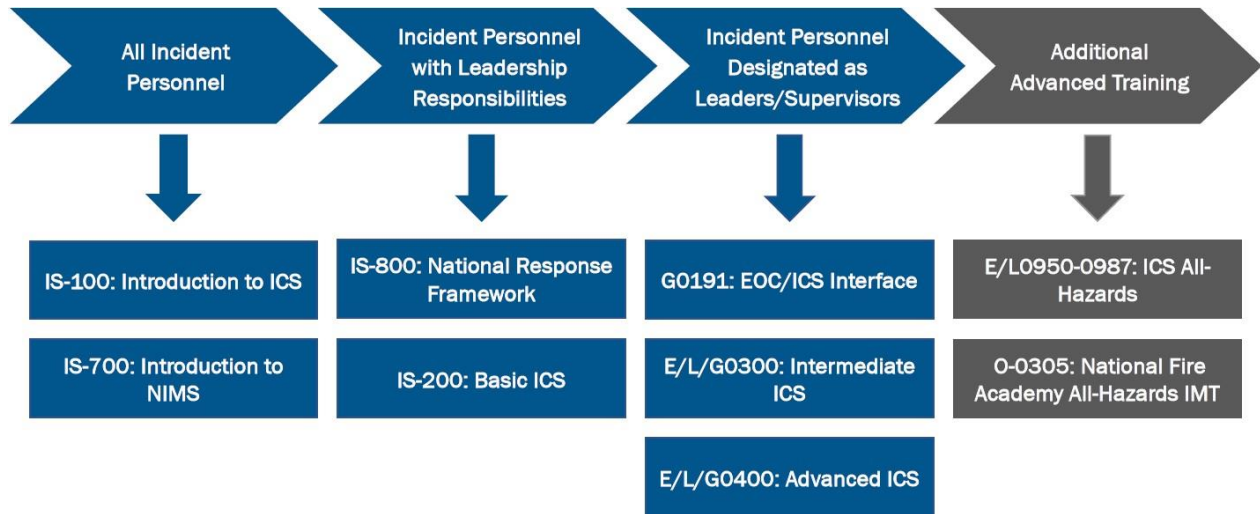 All Incident
Personnel
Incident Personnel
with Leadership
Responsibilities
Incident Personnel
Designated as
Leaders/Supervisors
Additional
Advanced Training
IS-100: Introduction to ICS
IS-700: Introduction to
NIMS
IS-800: National Response
Framework
IS-200: Basic ICS
G0191: EOC/ICS Interface
E/L/G0300: Intermediate
ICS
E/L/G0400: Advanced ICS
E/L0950-0987: ICS All-
Hazards
O-0305: National Fire
Academy All-Hazards IMT